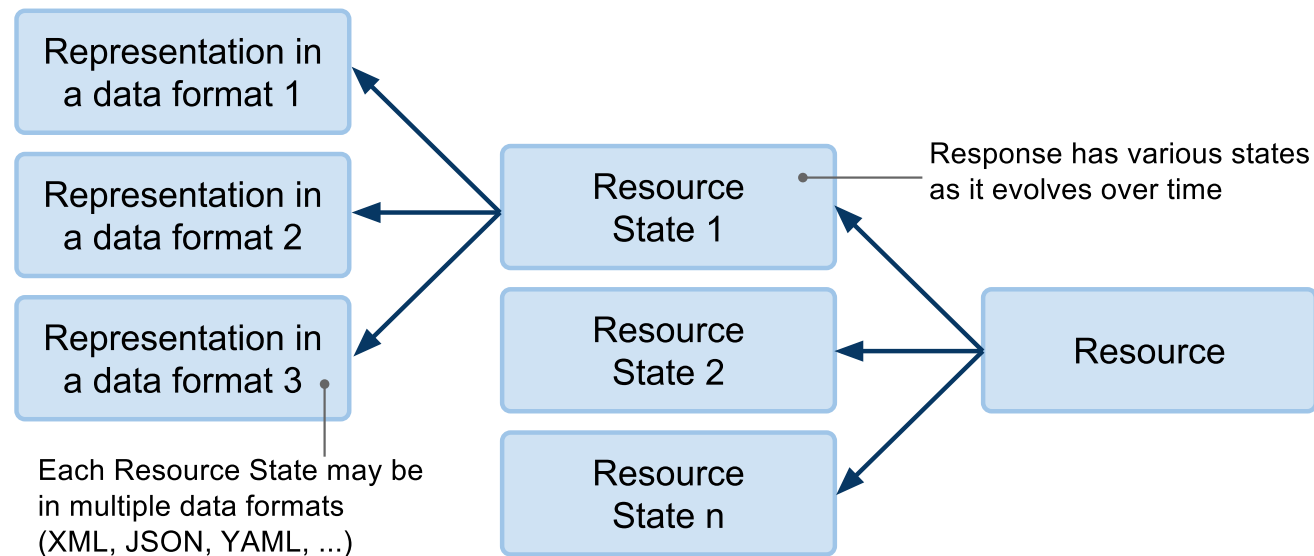 Representation in
a data format 1
Representation in
a data format 2
Representation in
a data format 3
Each Resource State may be
in multiple data formats
(XML, JSON, YAML, ...)
Resource
State 1
Resource
State 2
Resource
State n
Response has various states
as it evolves over time
Resource